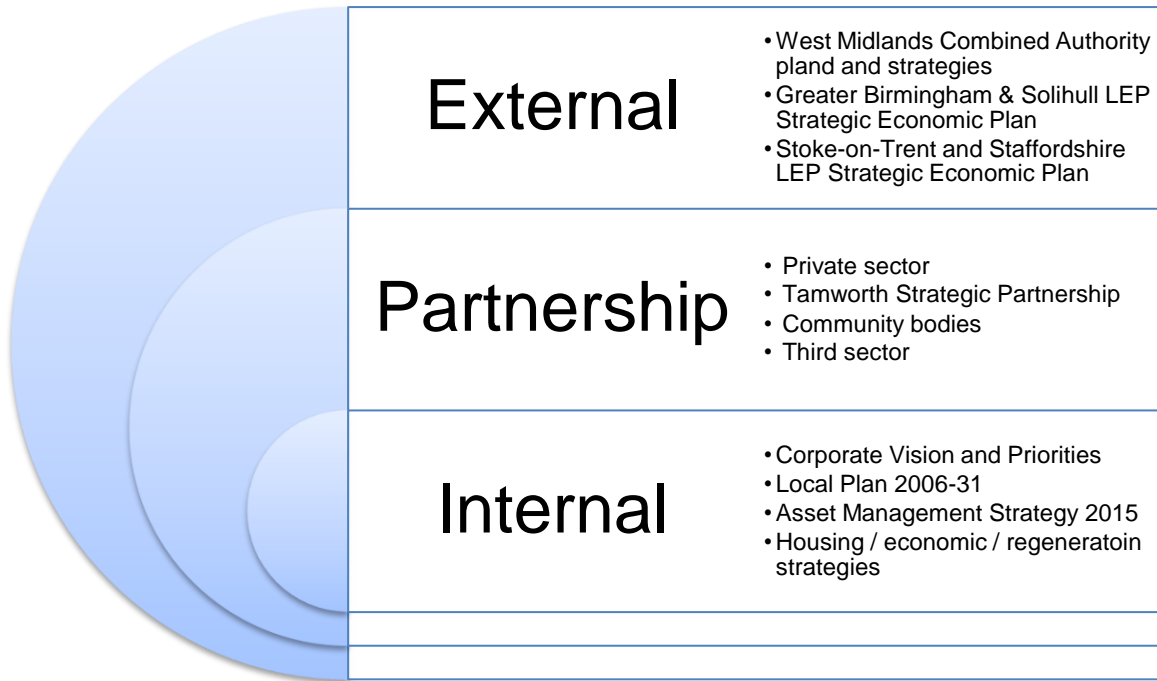 External
• West Midlands Combined Authority
pland and strategies
• Greater Birmingham & Solihull LEP
Strategic Economic Plan
• Stoke-on-Trent and Staffordshire
LEP Strategic Economic Plan
Partnership
• Private sector
• Tamworth Strategic Partnership
• Community bodies
• Third sector
Internal
• Corporate Vision and Priorities
• Local Plan 2006-31
• Asset Management Strategy 2015
• Housing / economic / regeneratoin
strategies